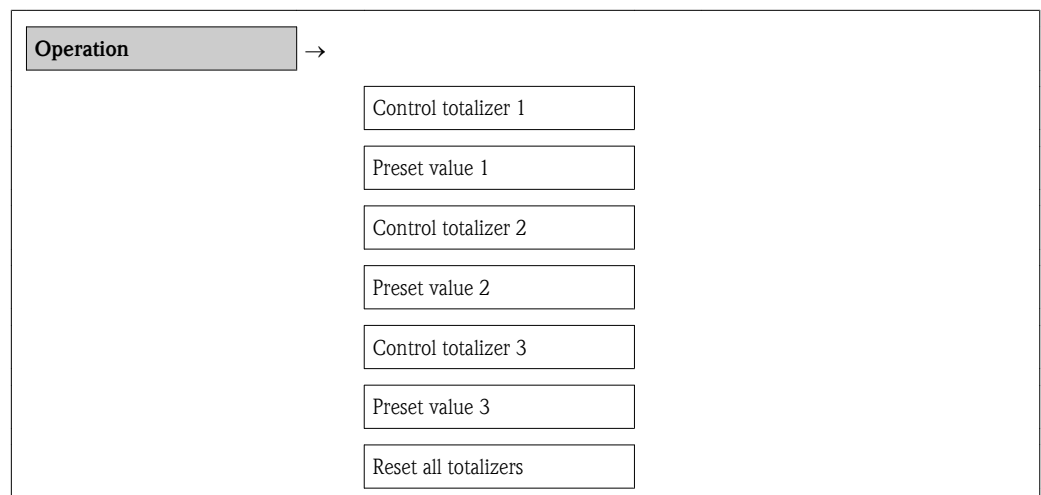 Operation →
Control totalizer 1
Preset value 1
Control totalizer 2
Preset value 2
Control totalizer 3
Preset value 3
Reset all totalizers